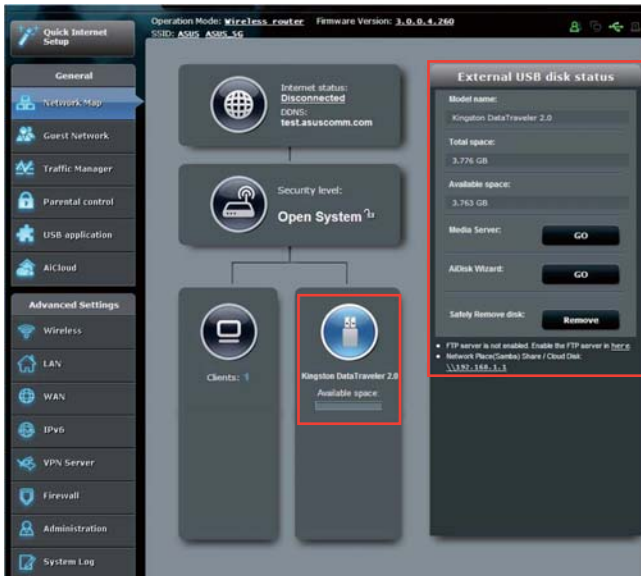 Quick Internet
Setup
Operation Mode: Wireless router Firmware Version: 3.0.0.4.260
SSID: ASUS ASUS_5G
General
Network Map
Guest Network
Traffic Manager
Parental control
USB application
AiCloud
Advanced Settings
Wireless
LAN
WAN
IPv6
VPN Server
Firewall
Administration
System Log
Internet status:
Disconnected
DDNS:
test.asuscomm.com
Security level:
Open System
Clients: 1
Kingston DataTraveler 2.0
Available space:
External USB disk status
Model name:
Kingston DataTraveler 2.0
Total space:
3.776 GB
Available space:
3.763 GB
Media Server: GO
AiDisk Wizard: GO
Safely Remove disk: Remove
• FTP server is not enabled. Enable the FTP server in here.
• Network Place(Samba) Share / Cloud Disk:
\\192.168.1.1